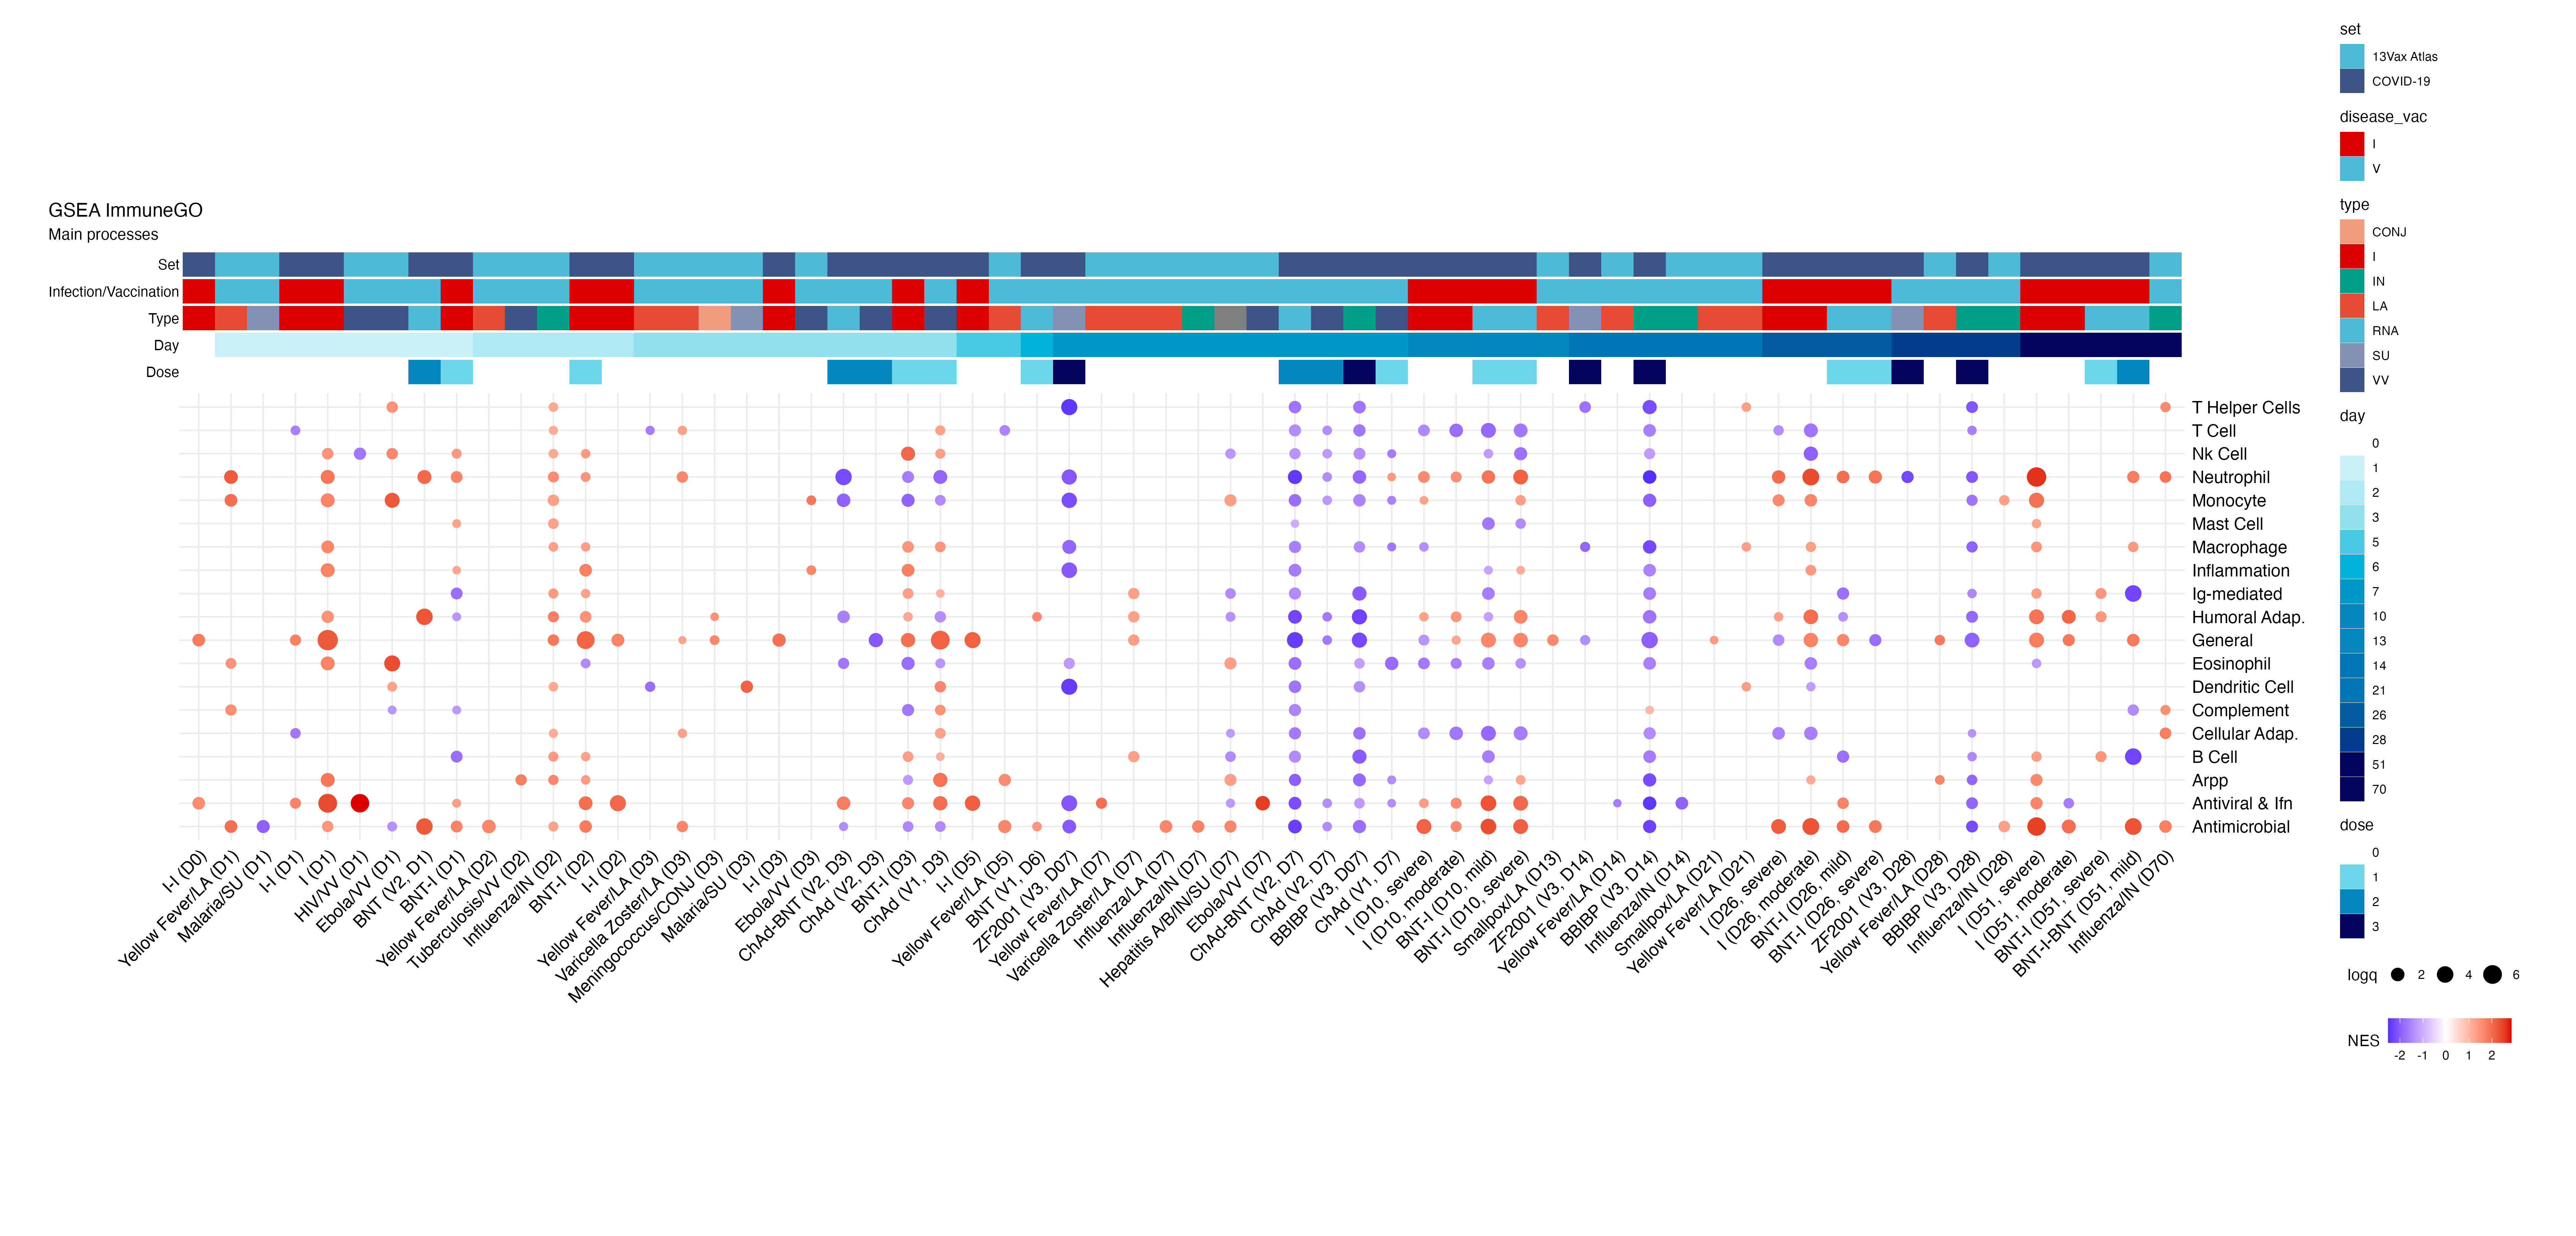 GSEA ImmuneGO
Main processes
Set
Infection/Vaccination
Type
Day
Dose
T Helper Cells
T Cell
Nk Cell
Neutrophil
Monocyte
Mast Cell
Macrophage
Inflammation
Ig-mediated
Humoral Adap.
General
Eosinophil
Dendritic Cell
Complement
Cellular Adap.
B Cell
Arpp
Antiviral & Ifn
Antimicrobial
I-I (D0)
Yellow Fever/LA (D1)
Malaria/SU (D1)
I-I (D1)
I (D1)
HIV/VV (D1)
Ebola/VV (D1)
BNT (V2, D1)
BNT-I (D1)
Yellow Fever/LA (D2)
Tuberculosis/VV (D2)
Influenza/IN (D2)
BNT-I (D2)
I-I (D2)
Yellow Fever/LA (D3)
Varicella Zoster/LA (D3)
Meningococcus/CONJ (D3)
Malaria/SU (D3)
I-I (D3)
Ebola/VV (D3)
ChAd-BNT (V2, D3)
ChAd (V2, D3)
BNT-I (D3)
ChAd (V1, D3)
I-I (D5)
Yellow Fever/LA (D5)
BNT (V1, D6)
ZF2001 (V3, D07)
Yellow Fever/LA (D7)
Varicella Zoster/LA (D7)
Influenza/LA (D7)
Influenza/IN (D7)
Hepatitis A/B/IN/SU (D7)
Ebola/VV (D7)
ChAd-BNT (V2, D7)
ChAd (V2, D7)
BBIBP (V3, D07)
ChAd (V1, D7)
I (D10, severe)
I (D10, moderate)
BNT-I (D10, mild)
BNT-I (D10, severe)
Smallpox/LA (D13)
ZF2001 (V3, D14)
Yellow Fever/LA (D14)
BBIBP (V3, D14)
Influenza/IN (D14)
Smallpox/LA (D21)
Yellow Fever/LA (D21)
I (D26, severe)
I (D26, moderate)
BNT-I (D26, mild)
BNT-I (D26, severe)
ZF2001 (V3, D28)
Yellow Fever/LA (D28)
BBIBP (V3, D28)
Influenza/IN (D28)
I (D51, severe)
I (D51, moderate)
BNT-I (D51, severe)
BNT-I-BNT (D51, mild)
Influenza/IN (D70)
set
13Vax Atlas
COVID-19
disease_vac
I
V
type
CONJ
I
IN
LA
RNA
SU
VV
day
0
1
2
3
5
6
7
10
13
14
21
26
28
51
70
dose
0
1
2
3
logq 2 4 6
NES
-2 -1 0 1 2